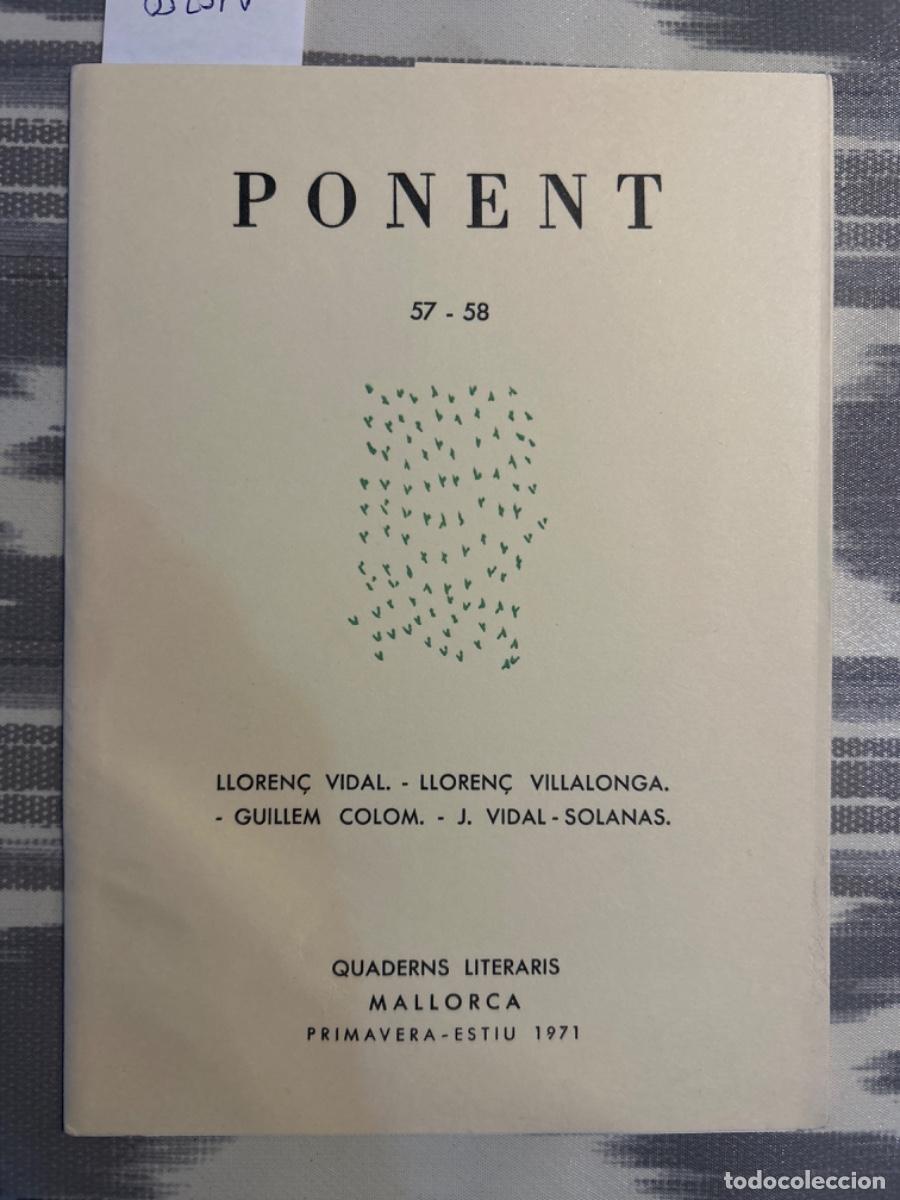 PONENT
57 - 58
LLORENÇ VIDAL. - LLORENÇ VILLALONGA.
- GUILLEM COLOM. - J. VIDAL - SOLANAS.
QUADERNS LITERARIS
MALLORCA
PRIMAVERA - ESTIU 1971
todocoleccion